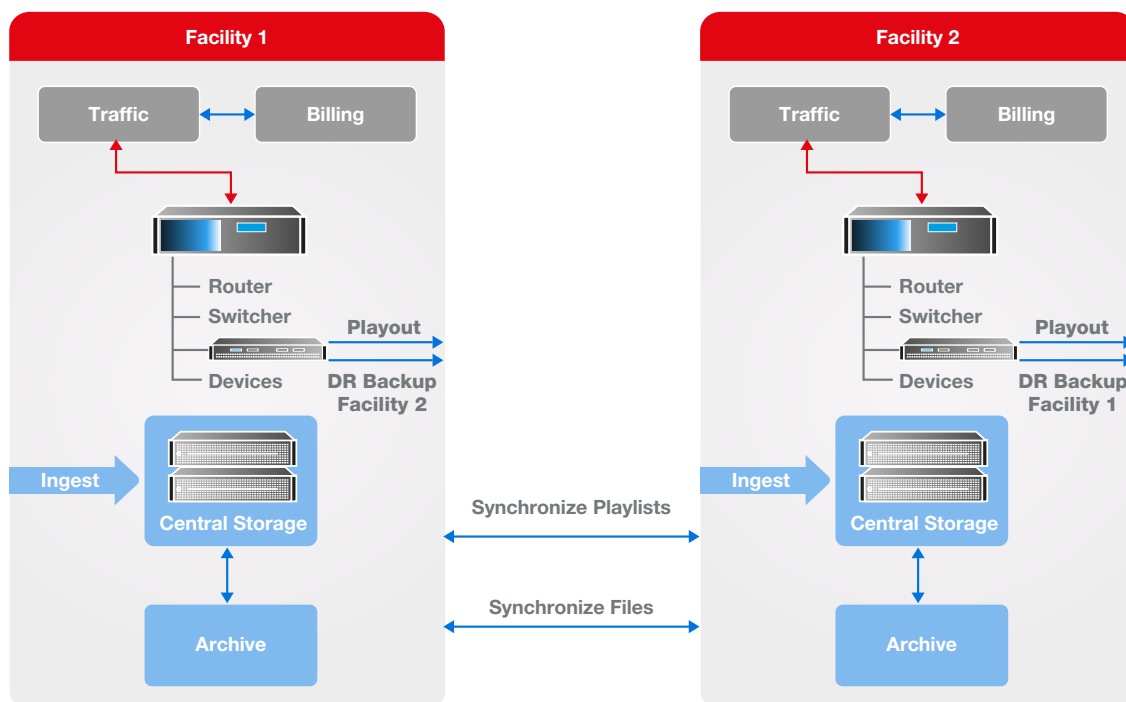 Facility 1
Traffic
Billing
Router
Switcher
Playout
Devices
DR Backup
Facility 2
Ingest
Central Storage
Archive
Synchronize Playlists
Synchronize Files
Facility 2
Traffic
Billing
Router
Switcher
Playout
Devices
DR Backup
Facility 1
Ingest
Central Storage
Archive